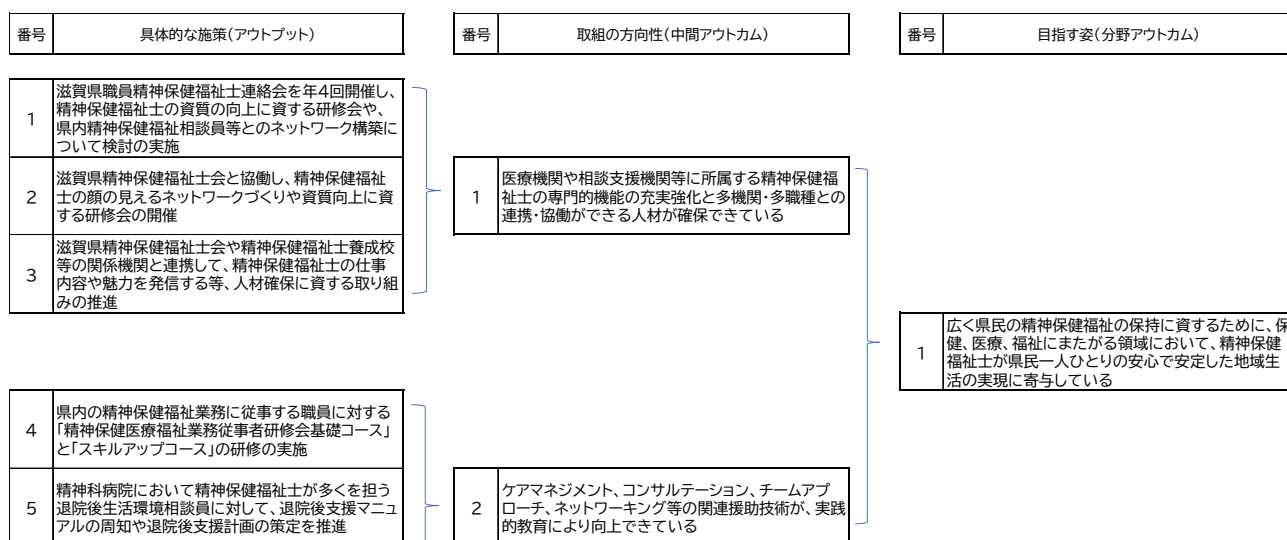 番号
具体的な施策(アウトプット)
番号
取組の方向性(中間アウトカム)
番号
目指す姿(分野アウトカム)
1
滋賀県職員精神保健福祉士連絡会を年4回開催し、
精神保健福祉士の資質の向上に資する研修会や、
県内精神保健福祉相談員等とのネットワーク構築に
ついて検討の実施
2
滋賀県精神保健福祉士会と協働し、精神保健福祉
士の顔の見えるネットワークづくりや資質向上に資
する研修会の開催
3
滋賀県精神保健福祉士会や精神保健福祉士養成校
等の関係機関と連携して、精神保健福祉士の仕事
内容や魅力を発信する等、人材確保に資する取り組
みの推進
1
医療機関や相談支援機関等に所属する精神保健福
祉士の専門的機能の充実強化と多機関・多職種との
連携・協働ができる人材が確保できている
1
広く県民の精神保健福祉の保持に資するために、保
健、医療、福祉にまたがる領域において、精神保健
福祉士が県民一人ひとりの安心で安定した地域生
活の実現に寄与している
4
県内の精神保健福祉業務に従事する職員に対する
「精神保健医療福祉業務従事者研修会基礎コース」
と「スキルアップコース」の研修の実施
5
精神科病院において精神保健福祉士が多くを担う
退院後生活環境相談員に対して、退院後支援マニュ
アルの周知や退院後支援計画の策定を推進
2
ケアマネジメント、コンサルテーション、チームアプ
ローチ、ネットワーキング等の関連援助技術が、実践
的教育により向上できている